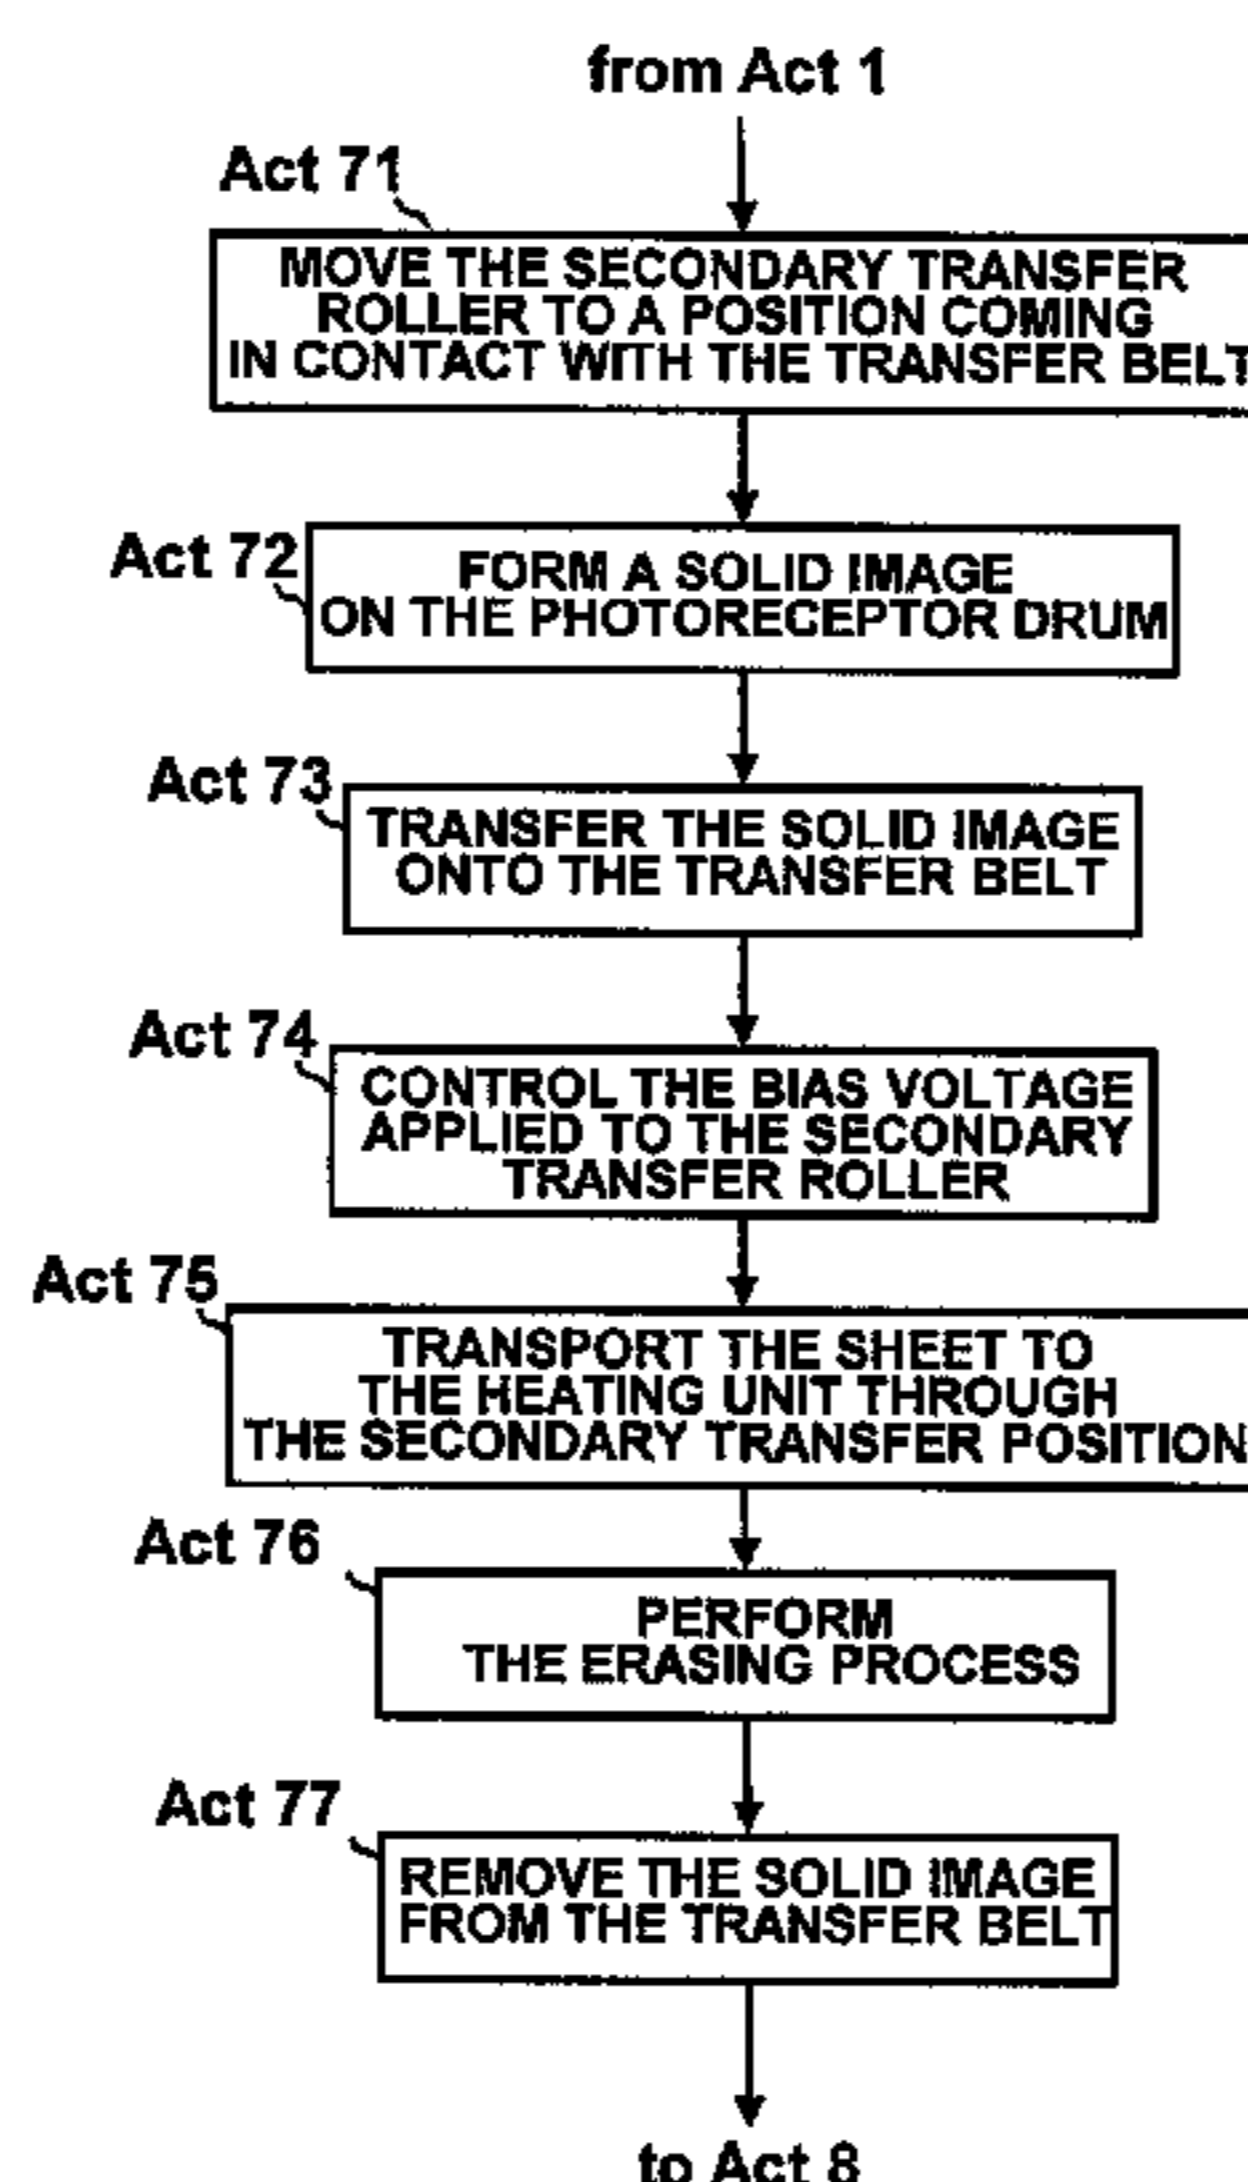 from Act 1
Act 71
MOVE THE SECONDARY TRANSFER
ROLLER TO A POSITION COMING
IN CONTACT WITH THE TRANSFER BELT
Act 72
FORM A SOLID IMAGE
ON THE PHOTORECEPTOR DRUM
Act 73
TRANSFER THE SOLID IMAGE
ONTO THE TRANSFER BELT
Act 74
CONTROL THE BIAS VOLTAGE
APPLIED TO THE SECONDARY
TRANSFER ROLLER
Act 75
TRANSPORT THE SHEET TO
THE HEATING UNIT THROUGH
THE SECONDARY TRANSFER POSITION
Act 76
PERFORM
THE ERASING PROCESS
Act 77
REMOVE THE SOLID IMAGE
FROM THE TRANSFER BELT
to Act 8